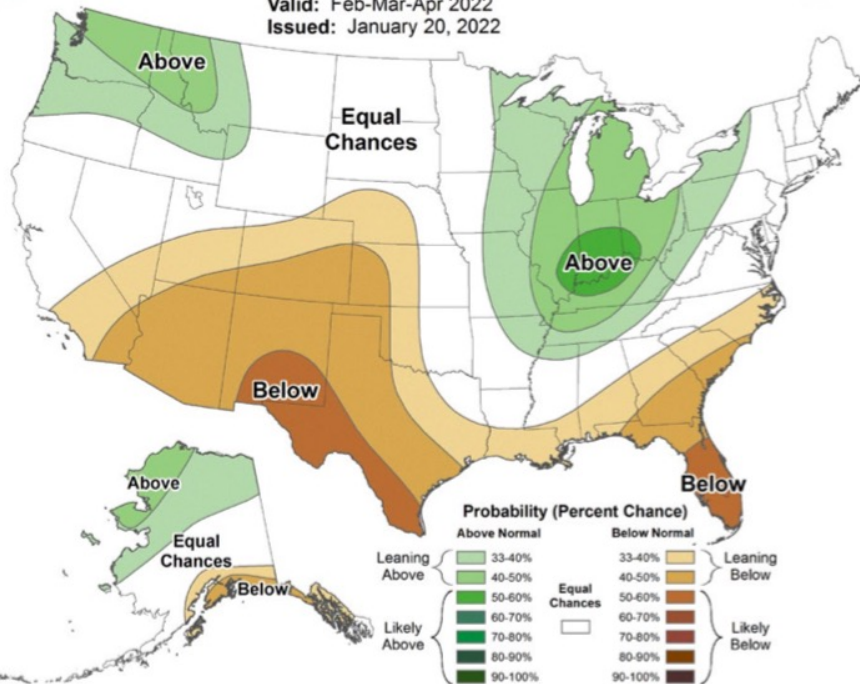 Valid: Feb-Mar-Apr 2022
Issued: January 20, 2022
Above
Equal
Chances
Above
Below
Below
Above
Equal
Chances
Below
Probability (Percent Chance)
Above Normal
Below Normal
Leaning
Above
33-40%
40-50%
50-60%
60-70%
70-80%
80-90%
90-100%
Likely
Above
Equal
Chances
33-40%
40-50%
50-60%
60-70%
70-80%
80-90%
90-100%
Leaning
Below
Likely
Below